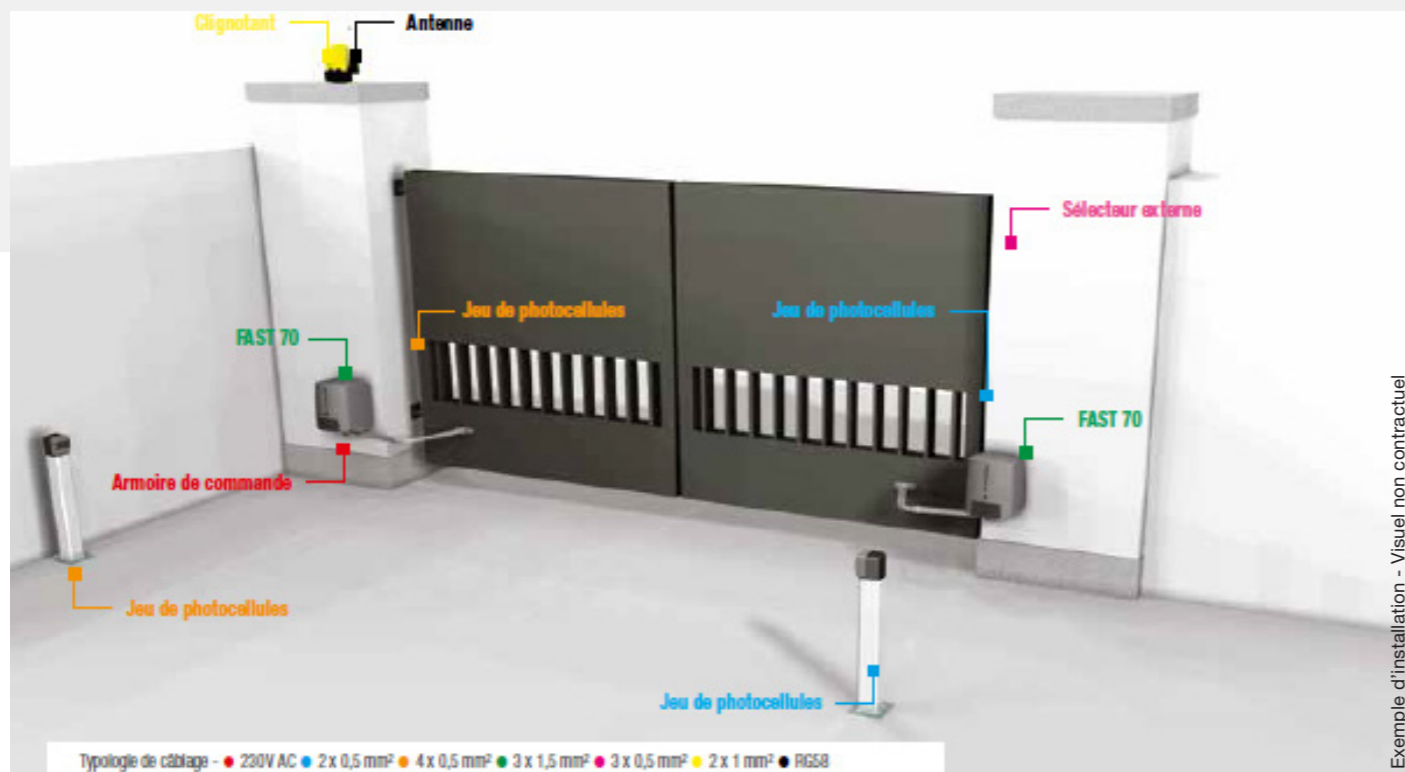 Clignotant
Antenne
Sélecteur externe
Jeu de photocellules
Jeu de photocellules
FAST 70
FAST 70
Armoire de commande
Jeu de photocellules
Jeu de photocellules
Typologie de câblage - ● 230V AC ● 2 x 0,5 mm² ● 4 x 0,5 mm² ● 3 x 1,5 mm² ● 3 x 0,5 mm² ● 2 x 1 mm² ● RG58
Exemple d'installation - Visuel non contractuel